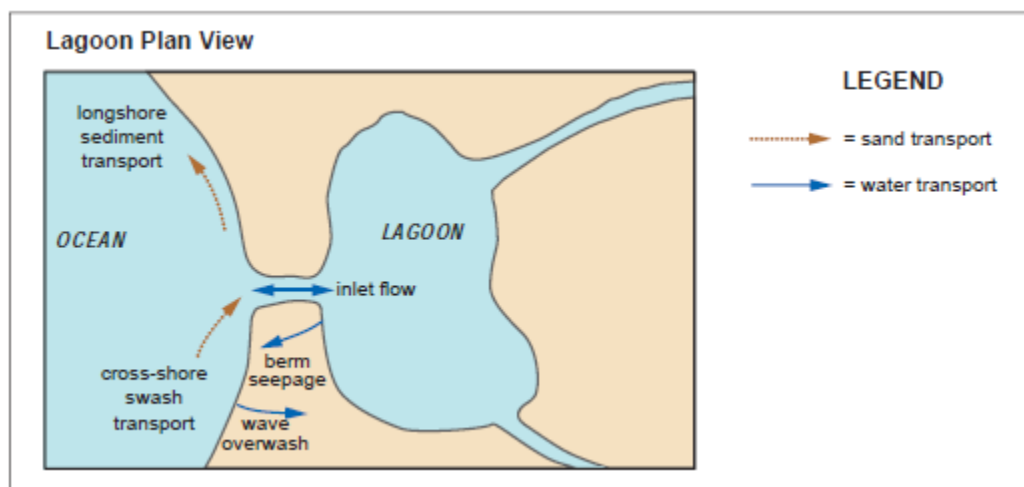 Lagoon Plan View
LEGEND
= sand transport
= water transport
longshore
sediment
transport
OCEAN
LAGOON
inlet flow
berm
seepage
cross-shore
swash
transport
wave
overwash